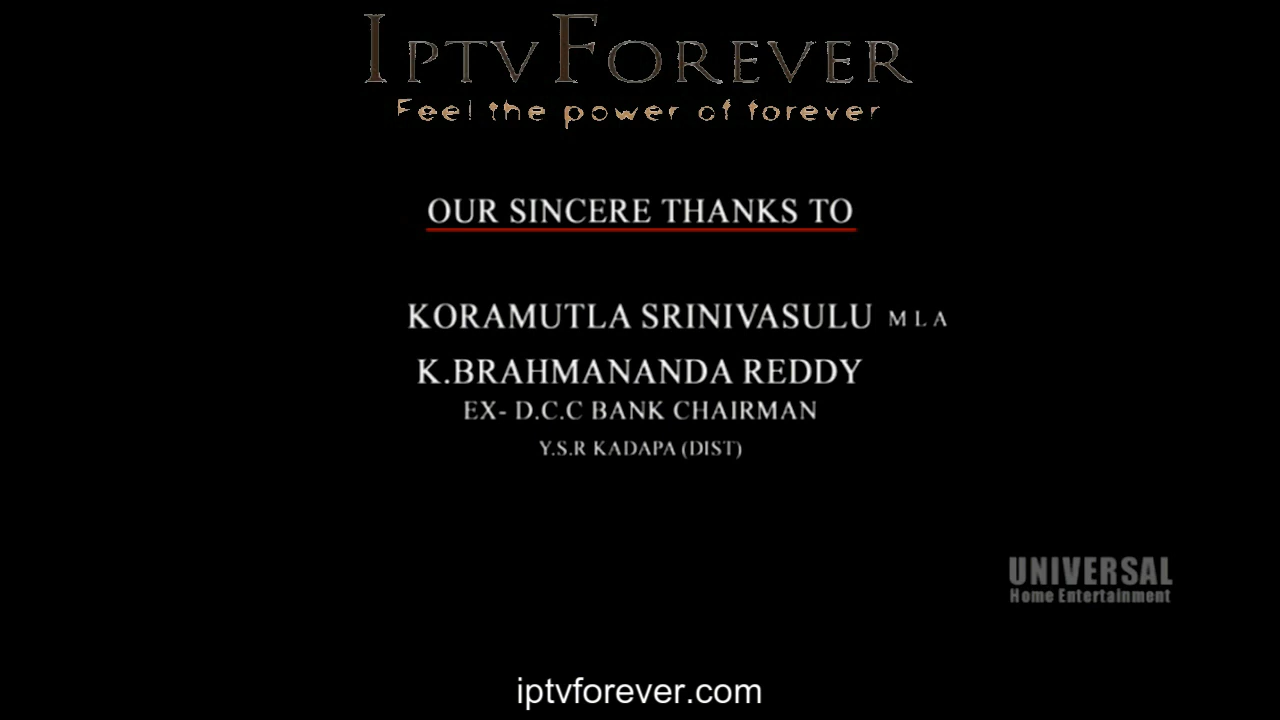 IPTVFOREVER
Feel the power of forever
OUR SINCERE THANKS TO
KORAMUTLA SRINIVASULU M L A
K.BRAHMANANDA REDDY
EX- D.C.C BANK CHAIRMAN
Y.S.R KADAPA (DIST)
UNIVERSAL
Home Entertainment
iptvforever.com